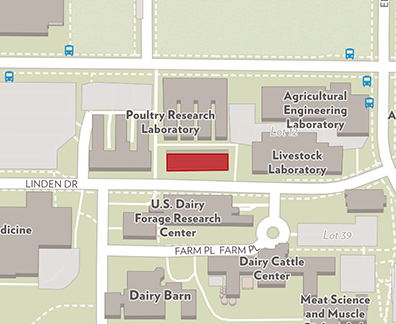 Agricultural
Engineering
Laboratory
Poultry Research
Laboratory
Lot 12
Livestock
Laboratory
LINDEN DR
U.S. Dairy
Forage Research
Center
dicine
Lot 39
FARM PL FARM PL
Dairy Cattle
Center
Dairy Barn
Meat Science
and Muscle